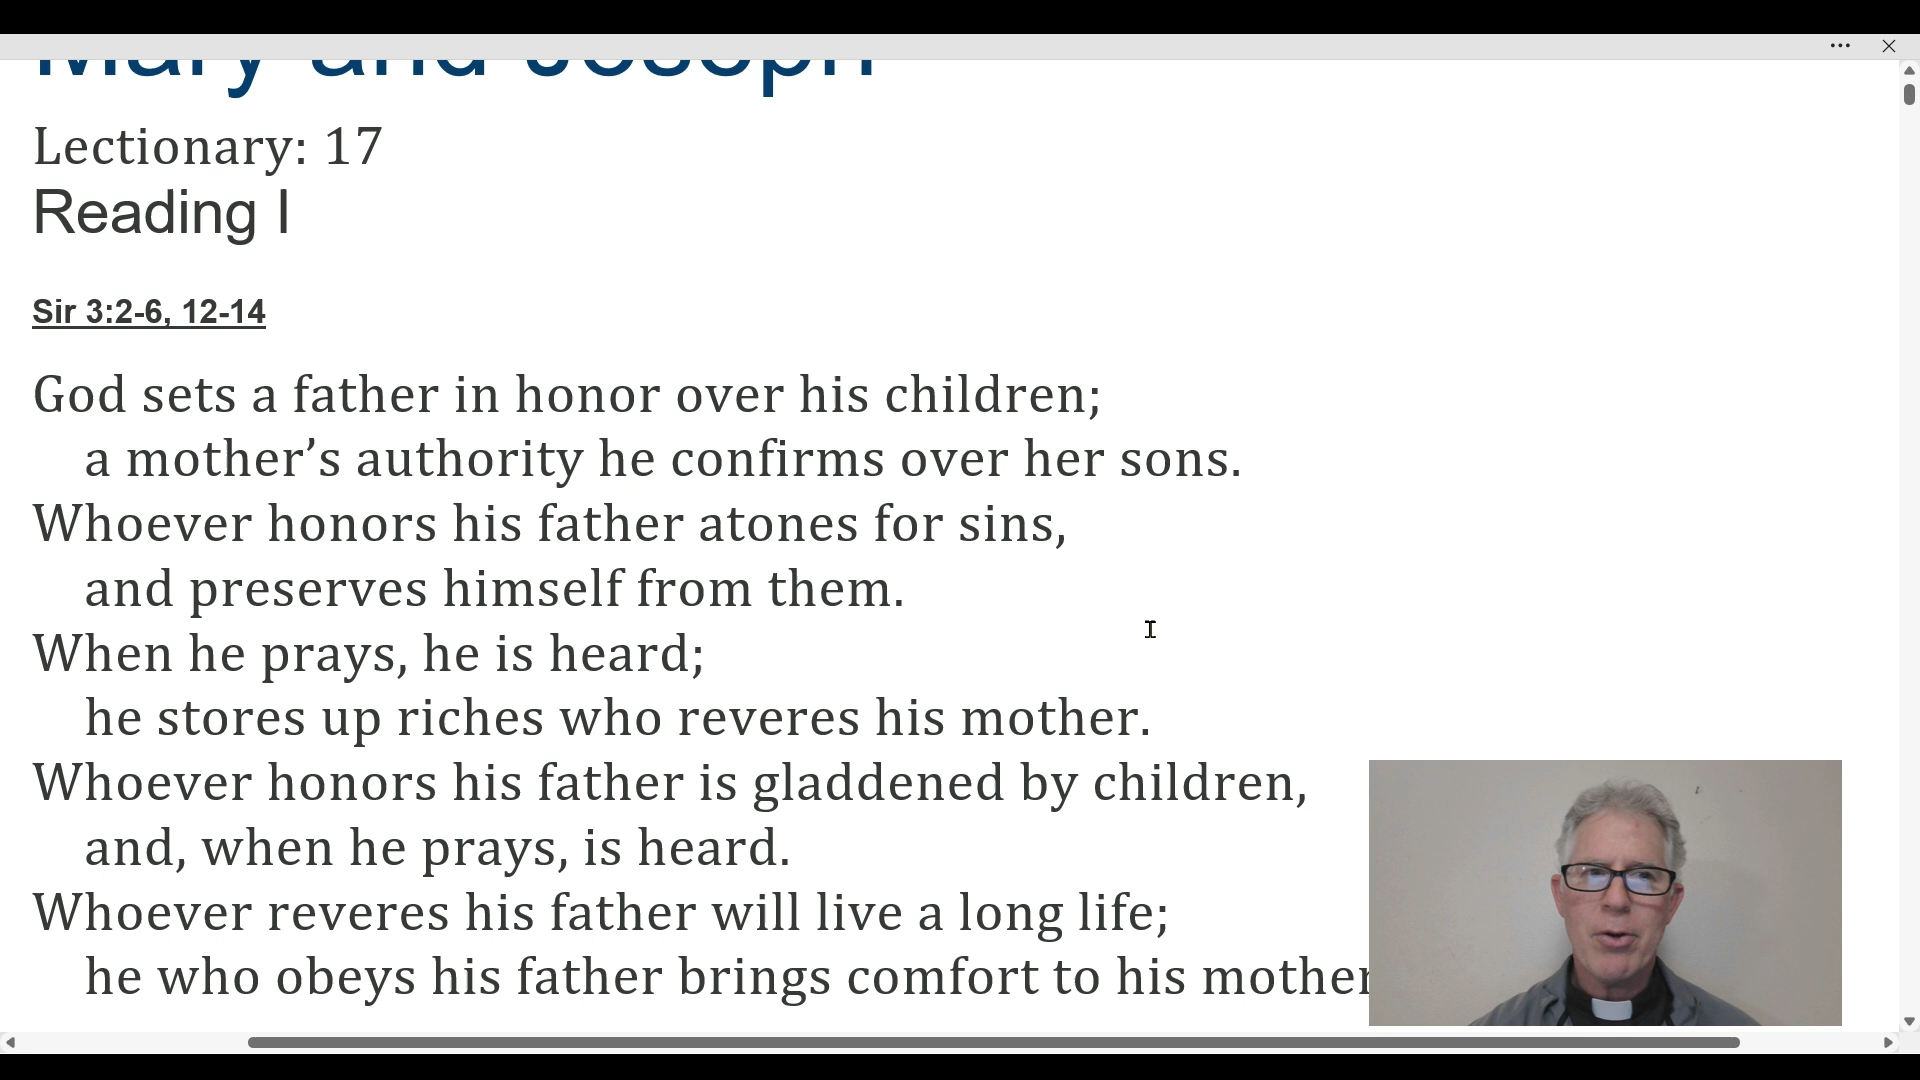 Mary and Joseph
Lectionary: 17
Reading I
Sir 3:2-6, 12-14
God sets a father in honor over his children;
a mother’s authority he confirms over her sons.
Whoever honors his father atones for sins,
and preserves himself from them.
When he prays, he is heard;
he stores up riches who reveres his mother.
Whoever honors his father is gladdened by children,
and, when he prays, is heard.
Whoever reveres his father will live a long life;
he who obeys his father brings comfort to his mother